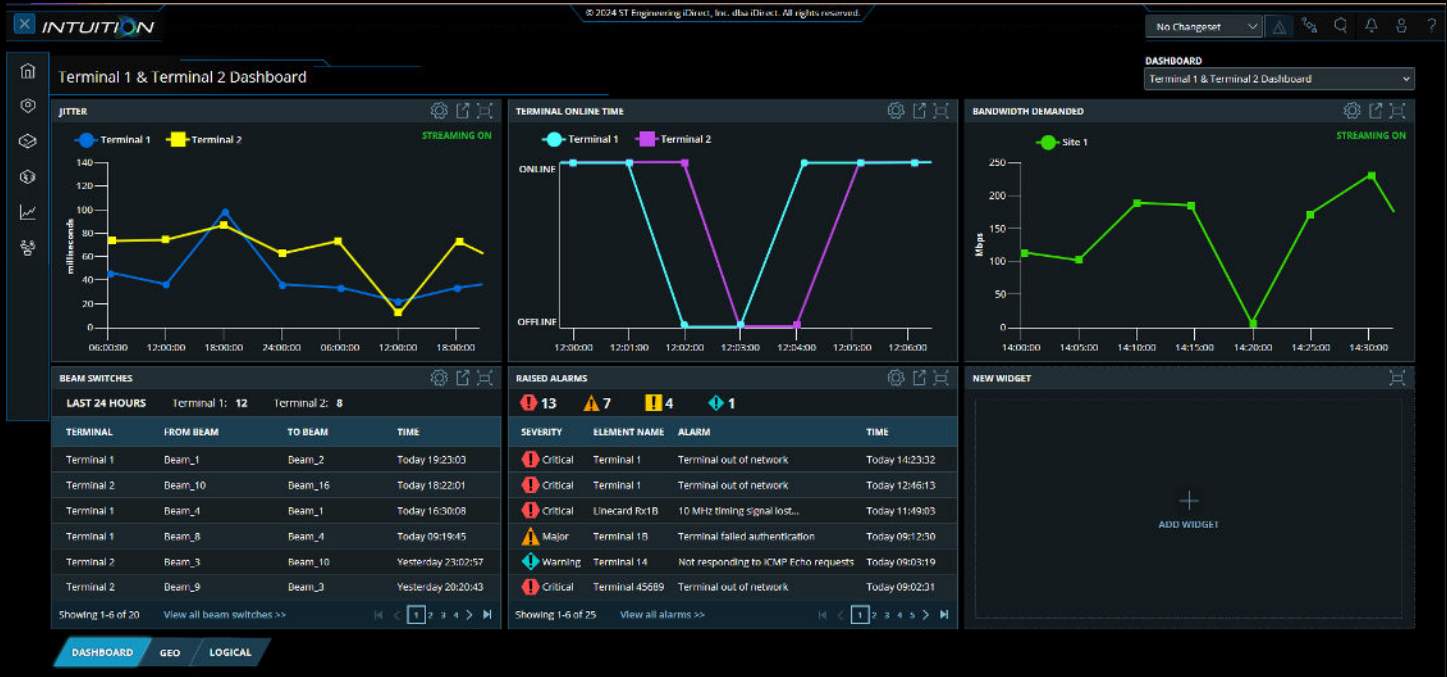 © 2024 ST Engineering iDirect, Inc. dba iDirect. All rights reserved.
INTUITION
No Changeset
?
Terminal 1 & Terminal 2 Dashboard
DASHBOARD
Terminal 1 & Terminal 2 Dashboard
JITTER
Terminal 1
Terminal 2
STREAMING ON
milliseconds
140
120
100
80
60
40
20
0
06:00:00 12:00:00 18:00:00 24:00:00 06:00:00 12:00:00 18:00:00
TERMINAL ONLINE TIME
Terminal 1
Terminal 2
ONLINE
OFFLINE
12:00:00 12:01:00 12:02:00 12:03:00 12:04:00 12:05:00 12:06:00
BANDWIDTH DEMANDED
Site 1
STREAMING ON
Mbps
250
200
150
100
50
0
14:00:00 14:05:00 14:10:00 14:15:00 14:20:00 14:25:00 14:30:00
BEAM SWITCHES
LAST 24 HOURS Terminal 1: 12 Terminal 2: 8
TERMINAL FROM BEAM TO BEAM TIME
Terminal 1 Beam_1 Beam_2 Today 19:23:03
Terminal 2 Beam_10 Beam_16 Today 18:22:01
Terminal 1 Beam_4 Beam_1 Today 16:30:08
Terminal 1 Beam_8 Beam_4 Today 09:19:45
Terminal 2 Beam_3 Beam_10 Yesterday 23:02:57
Terminal 2 Beam_9 Beam_3 Yesterday 20:20:43
Showing 1-6 of 20 View all beam switches >> 1 2 3 4
RAISED ALARMS
13 7 4 1
SEVERITY ELEMENT NAME ALARM TIME
Critical Terminal 1 Terminal out of network Today 14:23:32
Critical Terminal 1 Terminal out of network Today 12:46:13
Critical Linecard Rx1B 10 MHz timing signal lost... Today 11:49:03
Major Terminal 1B Terminal failed authentication Today 09:12:30
Warning Terminal 14 Not responding to ICMP Echo requests Today 09:03:19
Critical Terminal 45689 Terminal out of network Today 09:02:31
Showing 1-6 of 25 View all alarms >> 1 2 3 4 5
NEW WIDGET
ADD WIDGET
DASHBOARD GEO LOGICAL